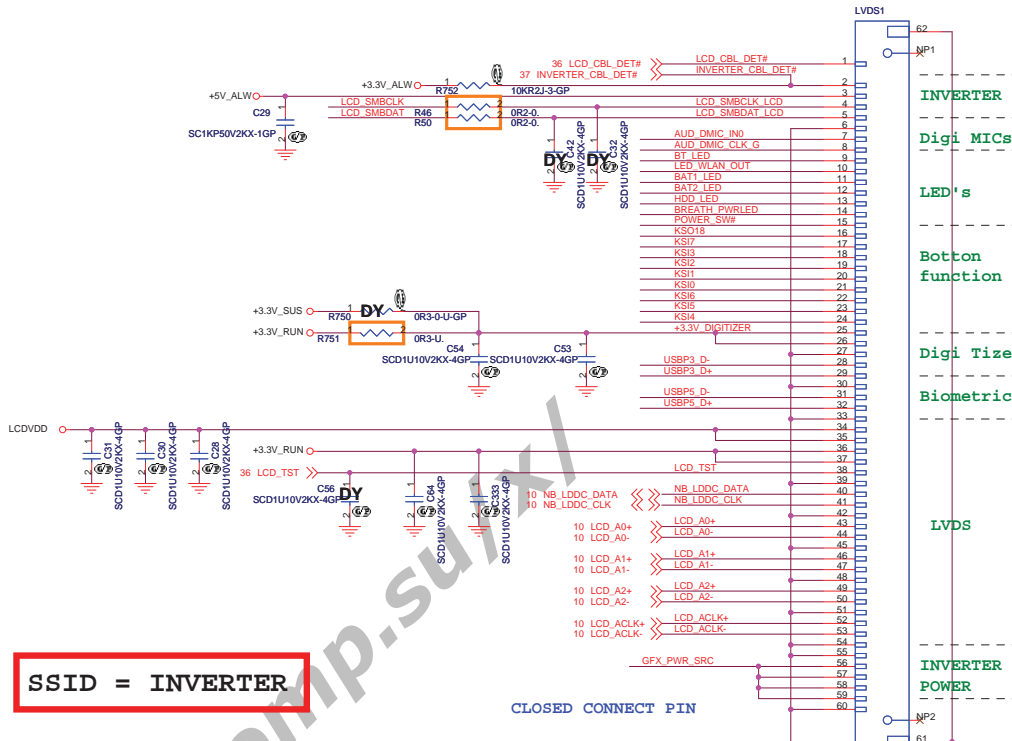 LVDS1
62
NP1
36 LCD_CBL_DET#
LCD_CBL_DET#
1
37 INVERTER_CBL_DET#
INVERTER_CBL_DET#
2
+3.3V_ALW
1
2
R752
10KR2J-3-GP
+5V_ALW
3
INVERTER
LCD_SMBCLK
1
2
LCD_SMBCLK_LCD
4
C29
LCD_SMBDAT
R46
0R2-0.
LCD_SMBDAT_LCD
5
R50
0R2-0.
6
SC1KP50V2KX-1GP
AUD_DMIC_IN0
7
Digi MICs
AUD_DMIC_CLK_G
8
DY
C42
SCD1U10V2KX-4GP
DY
C32
SCD1U10V2KX-4GP
BT_LED
9
LED_WLAN_OUT
10
BAT1_LED
11
BAT2_LED
12
LED's
HDD_LED
13
BREATH_PWRLED
14
POWER_SW#
15
KSO18
16
KSI7
17
KSI3
18
Botton
KSI2
19
KSI1
20
function
KSI0
21
KSI6
22
KSI5
23
KSI4
24
+3.3V_SUS
1
DY
R750
0R3-0-U-GP
+3.3V_RUN
1
2
R751
0R3-U.
+3.3V_DIGITIZER
25
26
C54
SCD1U10V2KX-4GP
C53
SCD1U10V2KX-4GP
27
Digi Tize
USBP3_D-
28
USBP3_D+
29
30
USBP5_D-
31
Biometric
USBP5_D+
32
33
LCDVDD
34
35
C31
SCD1U10V2KX-4GP
C30
SCD1U10V2KX-4GP
C28
SCD1U10V2KX-4GP
+3.3V_RUN
36
37
36 LCD_TST
LCD_TST
38
39
C56
SCD1U10V2KX-4GP
DY
C64
SCD1U10V2KX-4GP
C333
SCD1U10V2KX-4GP
10 NB_LDDC_DATA
NB_LDDC_DATA
40
10 NB_LDDC_CLK
NB_LDDC_CLK
41
42
10 LCD_A0+
LCD_A0+
43
LVDS
10 LCD_A0-
LCD_A0-
44
45
10 LCD_A1+
LCD_A1+
46
10 LCD_A1-
LCD_A1-
47
48
10 LCD_A2+
LCD_A2+
49
10 LCD_A2-
LCD_A2-
50
51
10 LCD_ACLK+
LCD_ACLK+
52
10 LCD_ACLK-
LCD_ACLK-
53
54
55
GFX_PWR_SRC
56
INVERTER
57
58
POWER
59
60
SSID = INVERTER
CLOSED CONNECT PIN
NP2
61
omp.su/x/